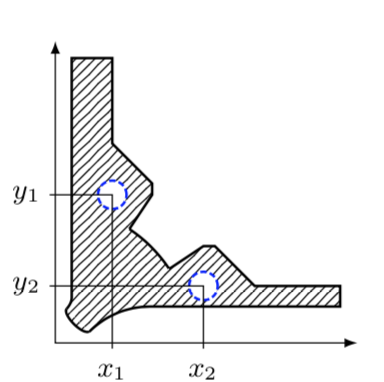 y₁
y₂
x₁ x₂